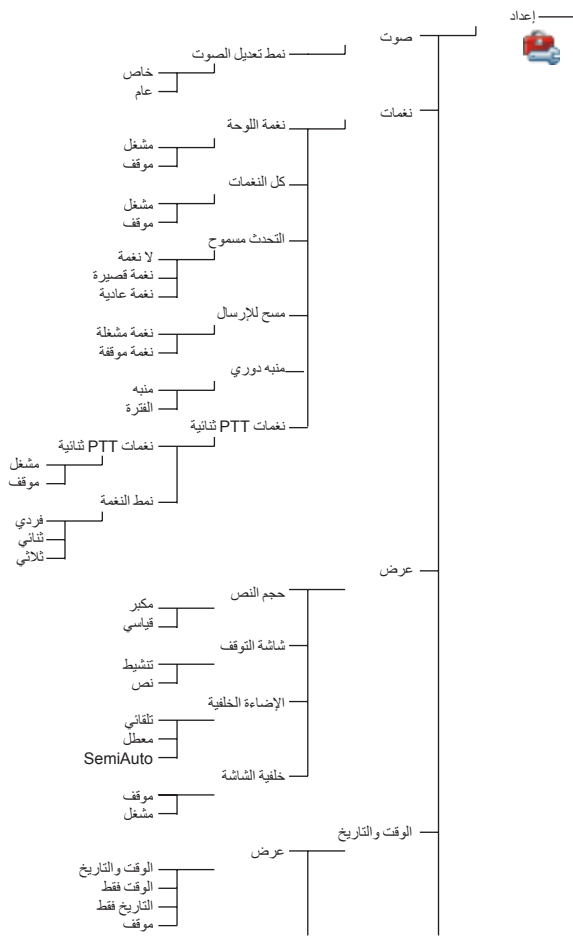 إعداد
صوت
نمط تعديل الصوت
خاص
عام
نغمات
نغمة اللوحة
مشغل
موقف
كل النغمات
مشغل
موقف
التحدث مسموح
لا نغمة
نغمة قصيرة
نغمة عادية
مسح للإرسال
نغمة مشغلة
نغمة موقفة
منبه دوري
منبه
الفترة
نغمات PTT ثنائية
نغمات PTT ثنائية
مشغل
موقف
نمط النغمة
فردي
ثنائي
ثلاثي
عرض
حجم النص
مكبر
قياسي
شاشة التوقف
تنشيط
نص
الإضاءة الخلفية
تلقائي
معطل
SemiAuto
خلفية الشاشة
موقف
مشغل
الوقت والتاريخ
عرض
الوقت والتاريخ
الوقت فقط
التاريخ فقط
موقف